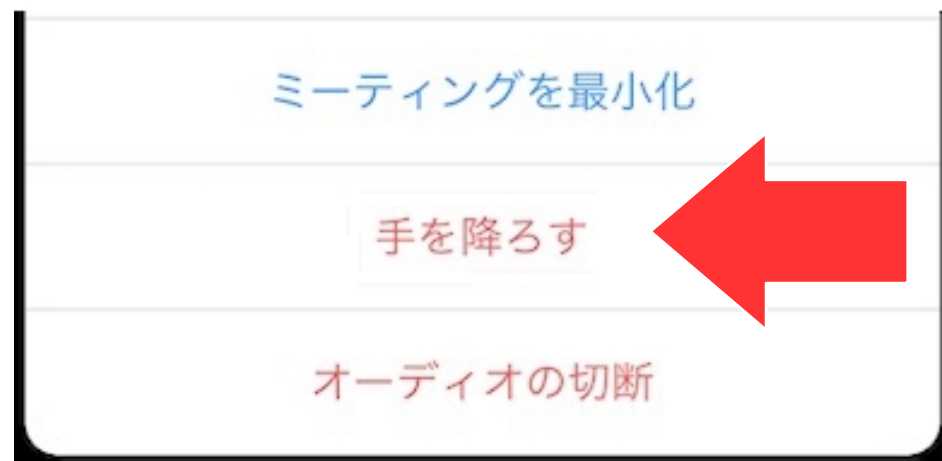 ミーティングを最小化
手を降ろす
オーディオの切断